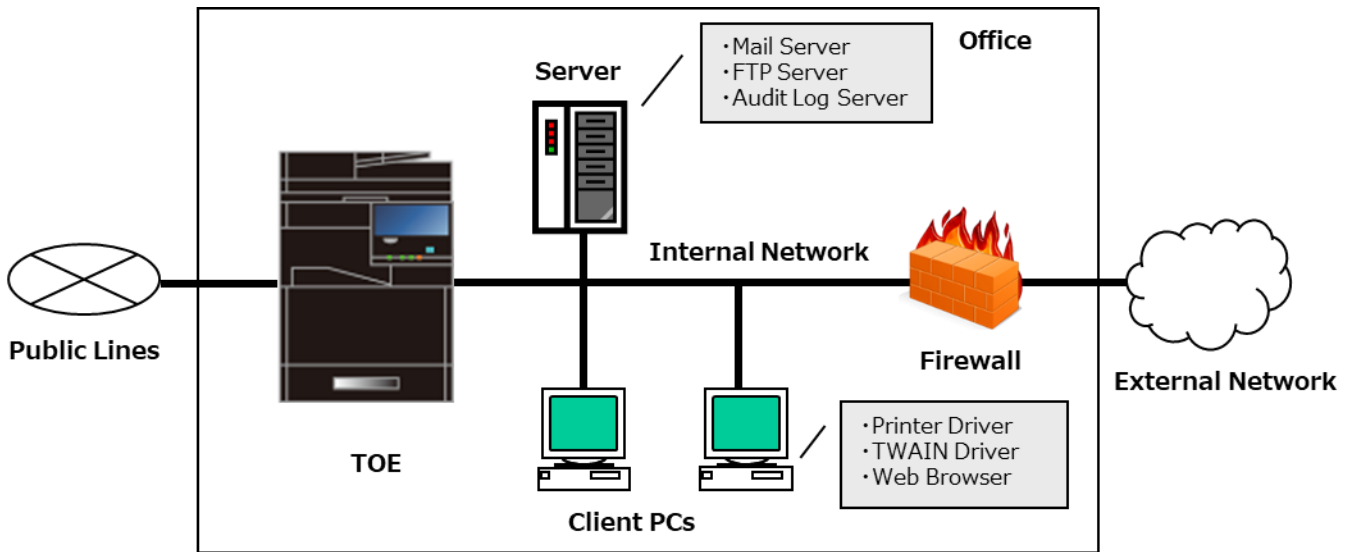 Office
・Mail Server
・FTP Server
・Audit Log Server
Server
Internal Network
Public Lines
Firewall
External Network
TOE
・Printer Driver
・TWAIN Driver
・Web Browser
Client PCs